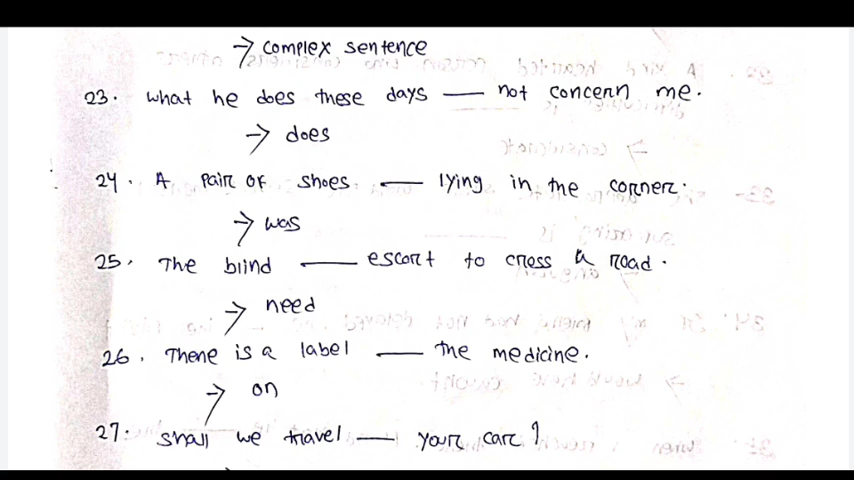 → complex sentence
23. what he does these days — not concern me.
→ does
24. A pair of shoes — lying in the corner.
→ was
25. The blind — escort to cross a road.
→ need
26. There is a label — the medicine.
→ on
27. shall we travel — your car?